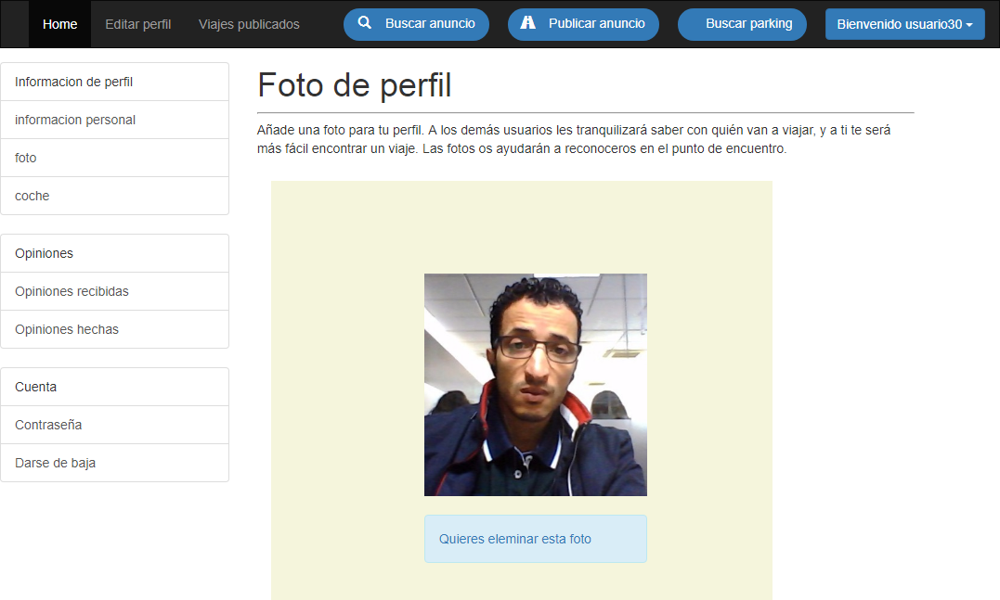 Home Editar perfil Viajes publicados Buscar anuncio Publicar anuncio Buscar parking Bienvenido usuario30
Informacion de perfil
informacion personal
foto
coche
Opiniones
Opiniones recibidas
Opiniones hechas
Cuenta
Contraseña
Darse de baja
Foto de perfil
Añade una foto para tu perfil. A los demás usuarios les tranquilizará saber con quién van a viajar, y a ti te será
más fácil encontrar un viaje. Las fotos os ayudarán a reconoceros en el punto de encuentro.
Quieres eleminar esta foto